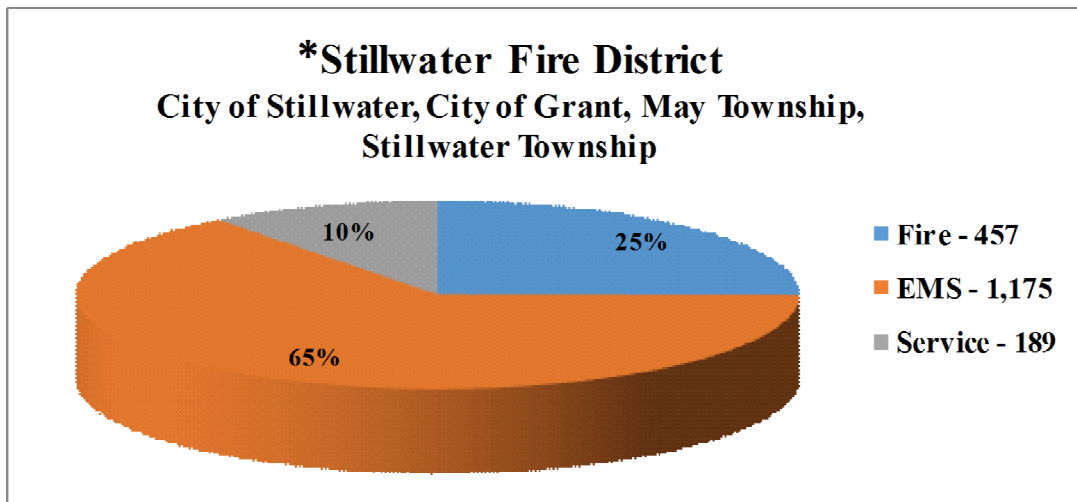 *Stillwater Fire District
City of Stillwater, City of Grant, May Township,
Stillwater Township
10%
25%
65%
Fire - 457
EMS - 1,175
Service - 189